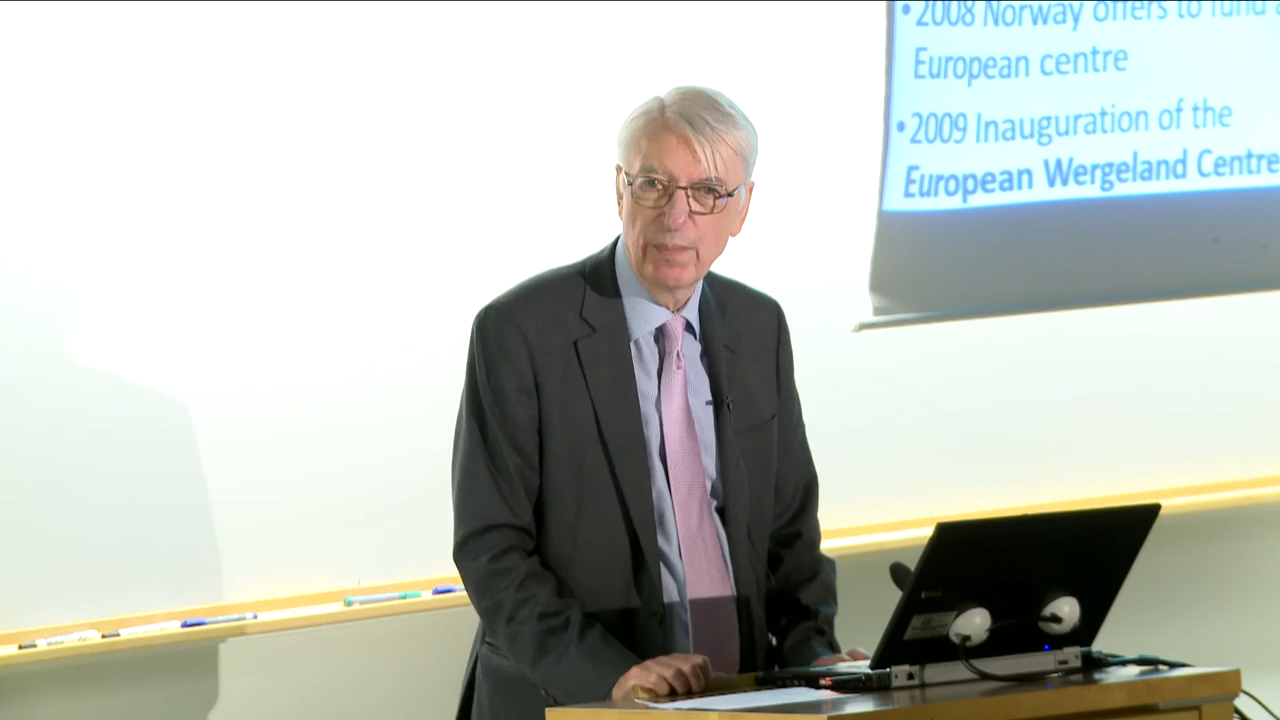 •2008 Norway offers to fund a
European centre
•2009 Inauguration of the
European Wergeland Centre